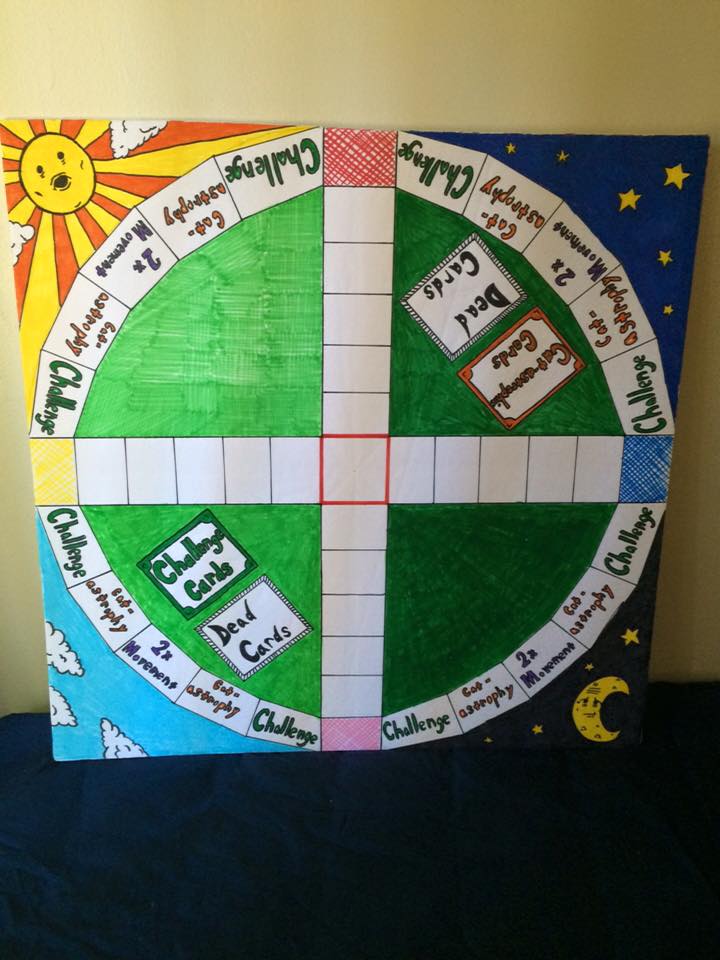 Challenge
Cat-
astrophy
2x
Movement
Cat-
astrophy
Challenge
Challenge
Cat-
astrophy
2x
Movement
Cat-
astrophy
Challenge
Dead
Cards
Cat-astrophic
Cards
Challenge
Cards
Dead
Cards
Challenge
Cat-
astrophy
2x
Movement
Cat-
astrophy
Challenge
Challenge
Cat-
astrophy
2x
Movement
Cat-
astrophy
Challenge